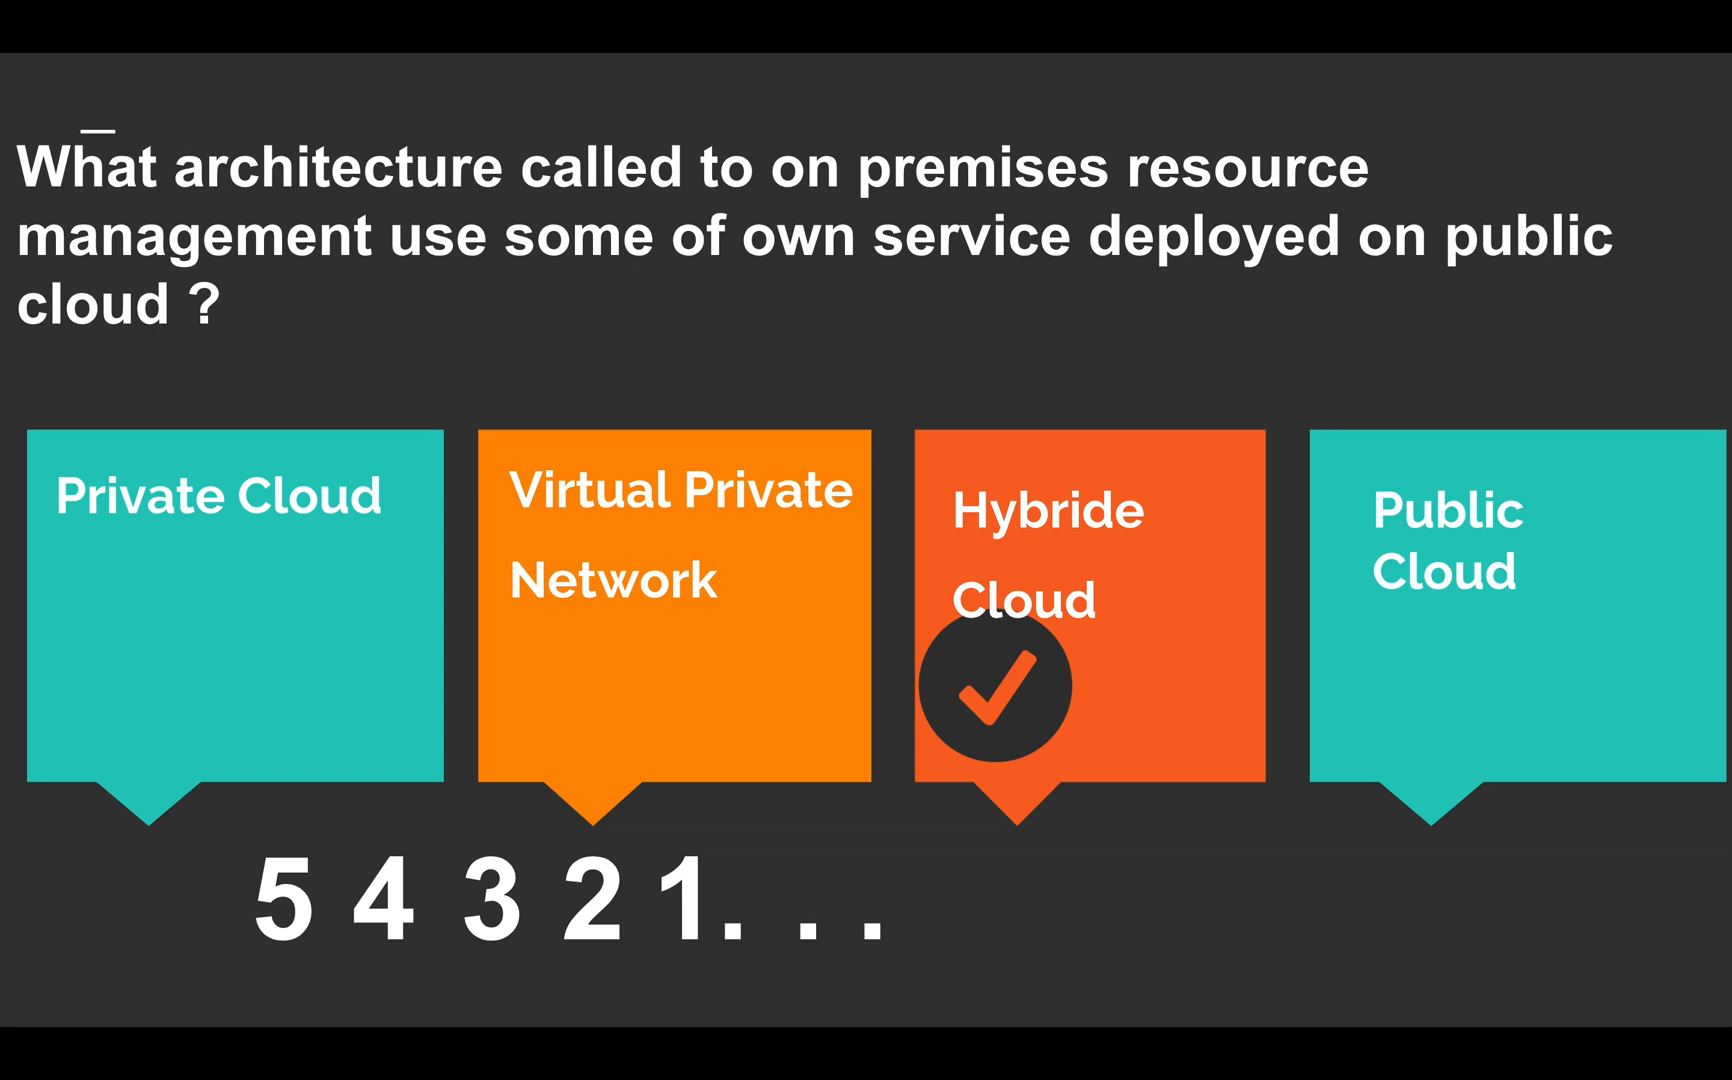 What architecture called to on premises resource
management use some of own service deployed on public
cloud ?
Private Cloud
Virtual Private
Network
Hybride
Cloud
Public
Cloud
5 4 3 2 1. . .